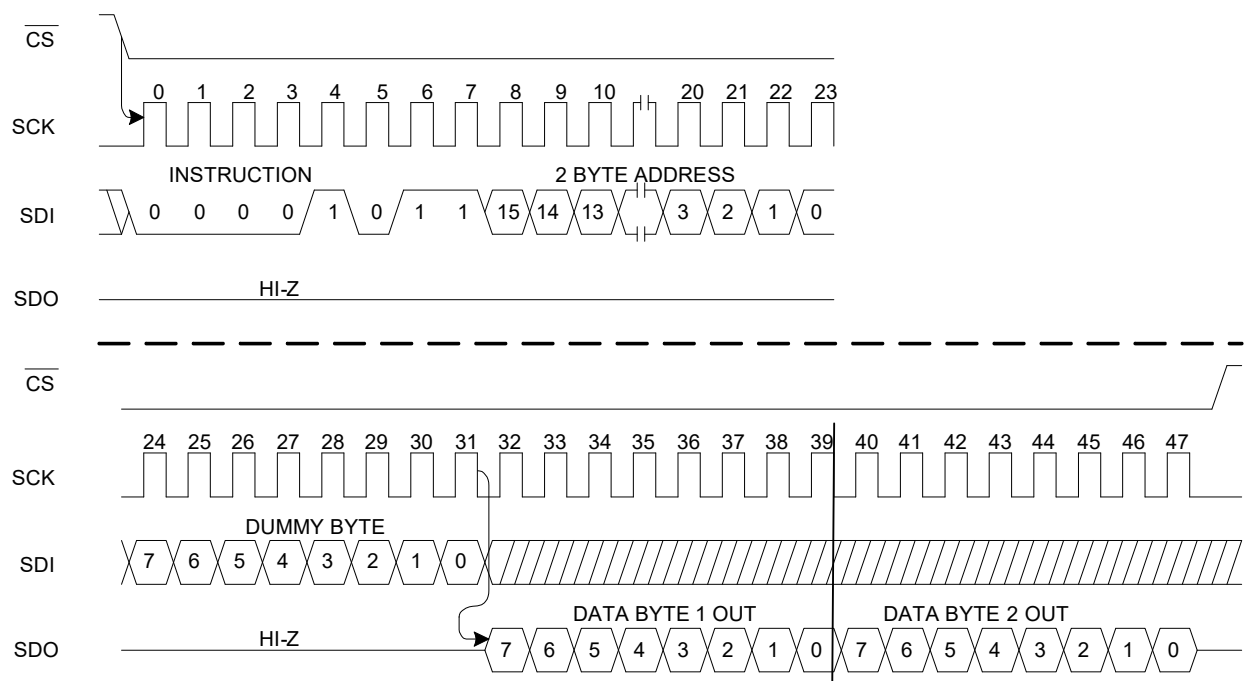 CS
0 1 2 3 4 5 6 7 8 9 10 20 21 22 23
SCK
INSTRUCTION 2 BYTE ADDRESS
SDI 0 0 0 0 1 0 1 1 15 14 13 3 2 1 0
HI-Z
SDO
CS
24 25 26 27 28 29 30 31 32 33 34 35 36 37 38 39 40 41 42 43 44 45 46 47
SCK
DUMMY BYTE
SDI 7 6 5 4 3 2 1 0
DATA BYTE 1 OUT DATA BYTE 2 OUT
HI-Z
SDO 7 6 5 4 3 2 1 0 7 6 5 4 3 2 1 0